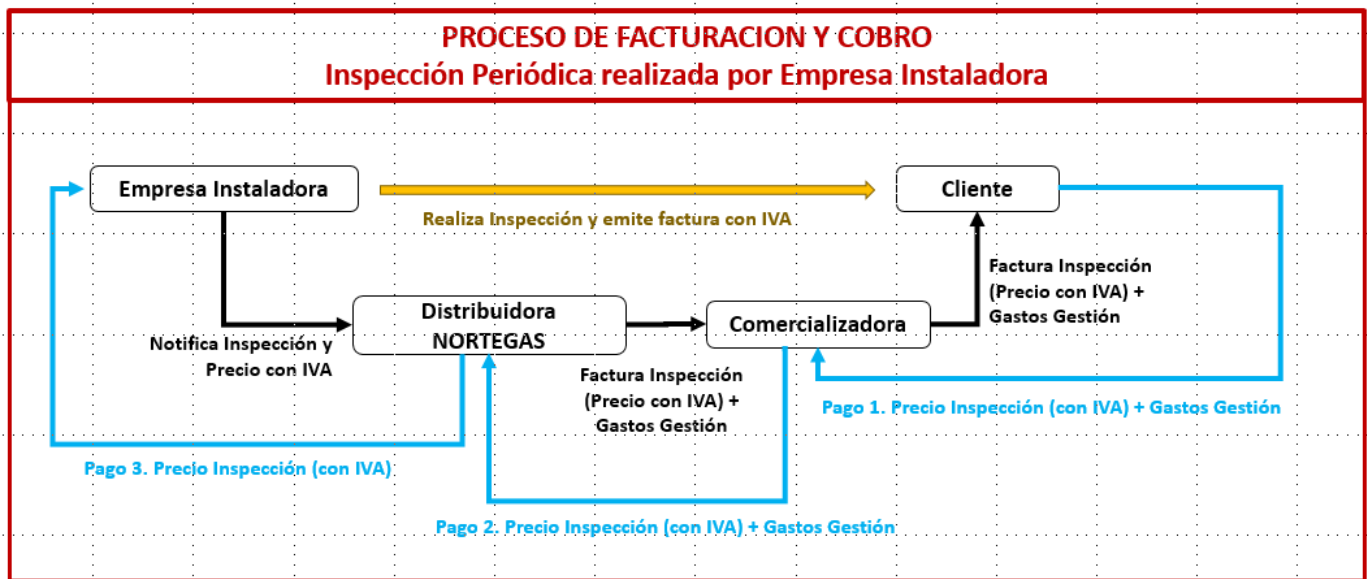 PROCESO DE FACTURACION Y COBRO
Inspección Periódica realizada por Empresa Instaladora
Empresa Instaladora
Cliente
Realiza Inspección y emite factura con IVA
Factura Inspección
(Precio con IVA) +
Gastos Gestión
Distribuidora
NORTEGAS
Comercializadora
Notifica Inspección y
Precio con IVA
Factura Inspección
(Precio con IVA) +
Gastos Gestión
Pago 1. Precio Inspección (con IVA) + Gastos Gestión
Pago 3. Precio Inspección (con IVA)
Pago 2. Precio Inspección (con IVA) + Gastos Gestión